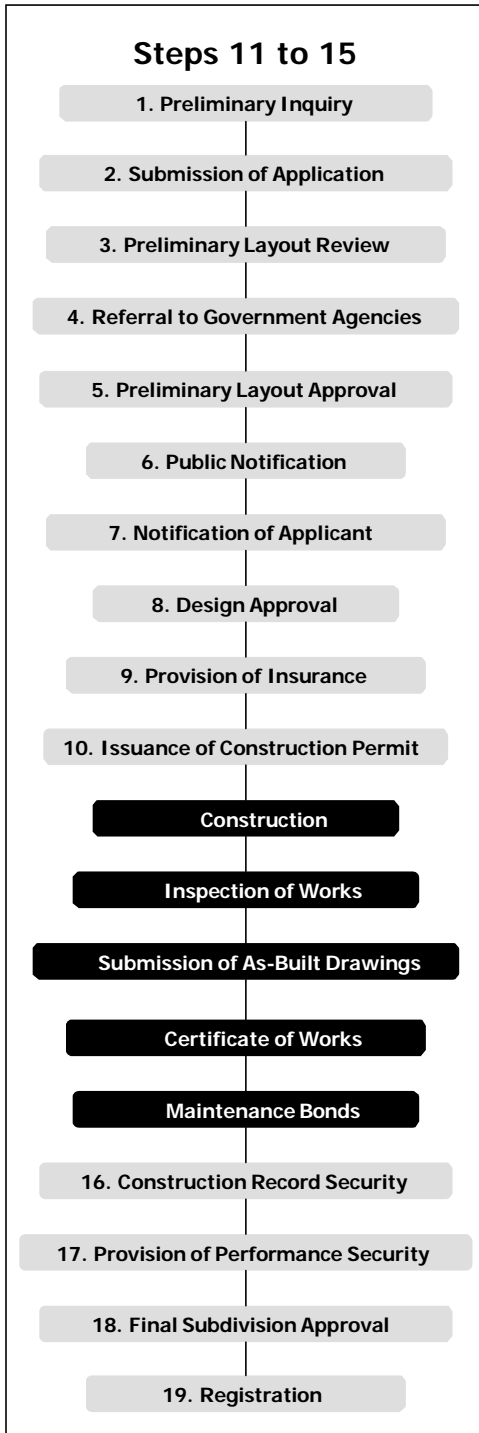 Steps 11 to 15
1. Preliminary Inquiry
2. Submission of Application
3. Preliminary Layout Review
4. Referral to Government Agencies
5. Preliminary Layout Approval
6. Public Notification
7. Notification of Applicant
8. Design Approval
9. Provision of Insurance
10. Issuance of Construction Permit
Construction
Inspection of Works
Submission of As-Built Drawings
Certificate of Works
Maintenance Bonds
16. Construction Record Security
17. Provision of Performance Security
18. Final Subdivision Approval
19. Registration